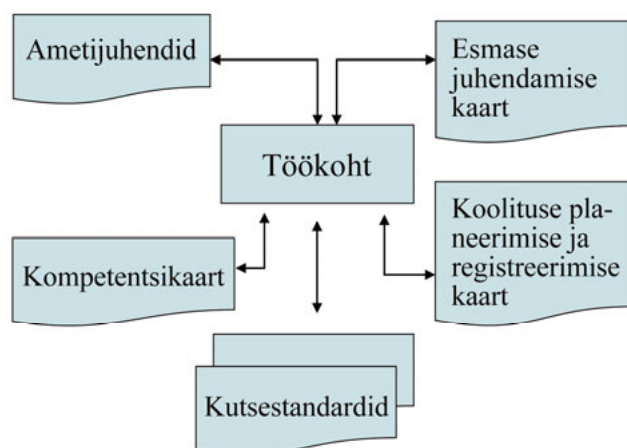 Ametijuhendid
Esmase
juhendamise
kaart
Töökoht
Kompetentsikaart
Koolituse pla-
neerimise ja
registreerimise
kaart
Kutsestandardid